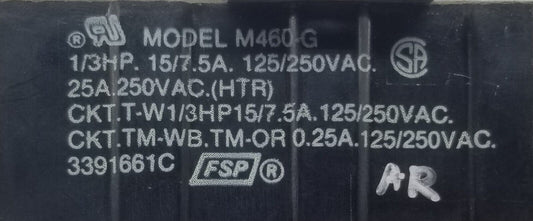 ® MODEL M460-G
1/3HP. 15/7.5A. 125/250VAC.
25A.250VAC.(HTR)
CKT.T-W1/3HP15/7.5A.125/250VAC.
CKT.TM-WB.TM-OR 0.25A.125/250VAC.
3391661C FSP ®
AR